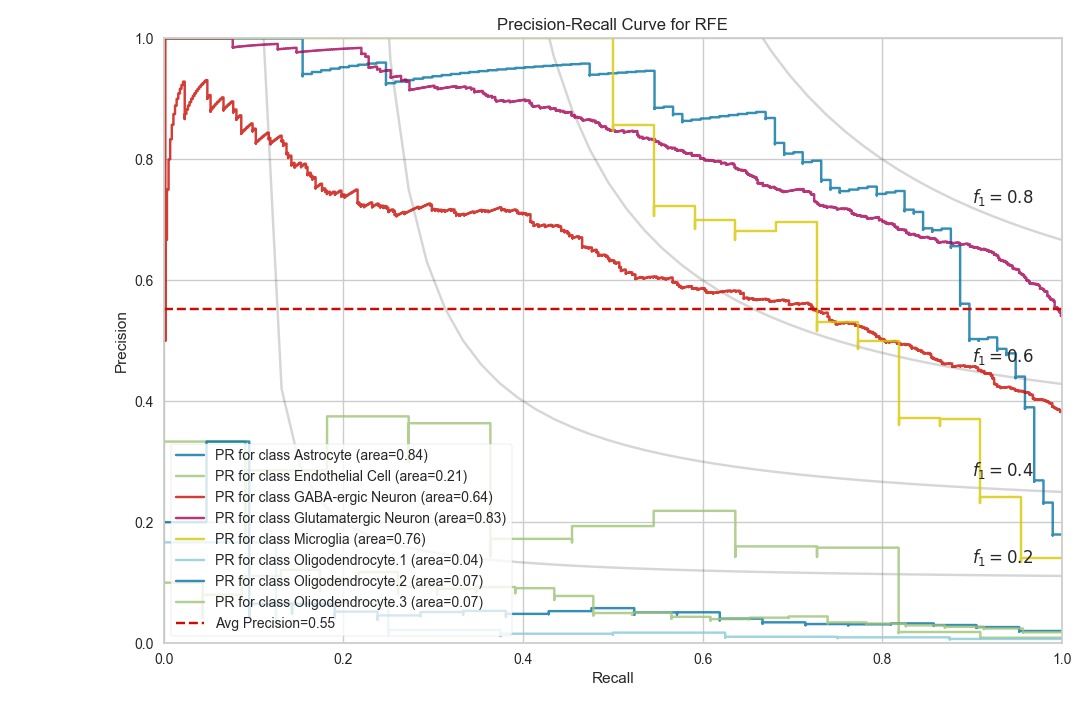 Precision-Recall Curve for RFE
1.0
0.8
0.6
0.4
0.2
0.0
Precision
f1 = 0.8
f1 = 0.6
f1 = 0.4
f1 = 0.2
PR for class Astrocyte (area=0.84)
PR for class Endothelial Cell (area=0.21)
PR for class GABA-ergic Neuron (area=0.64)
PR for class Glutamatergic Neuron (area=0.83)
PR for class Microglia (area=0.76)
PR for class Oligodendrocyte.1 (area=0.04)
PR for class Oligodendrocyte.2 (area=0.07)
PR for class Oligodendrocyte.3 (area=0.07)
Avg Precision=0.55
0.0 0.2 0.4 0.6 0.8 1.0
Recall